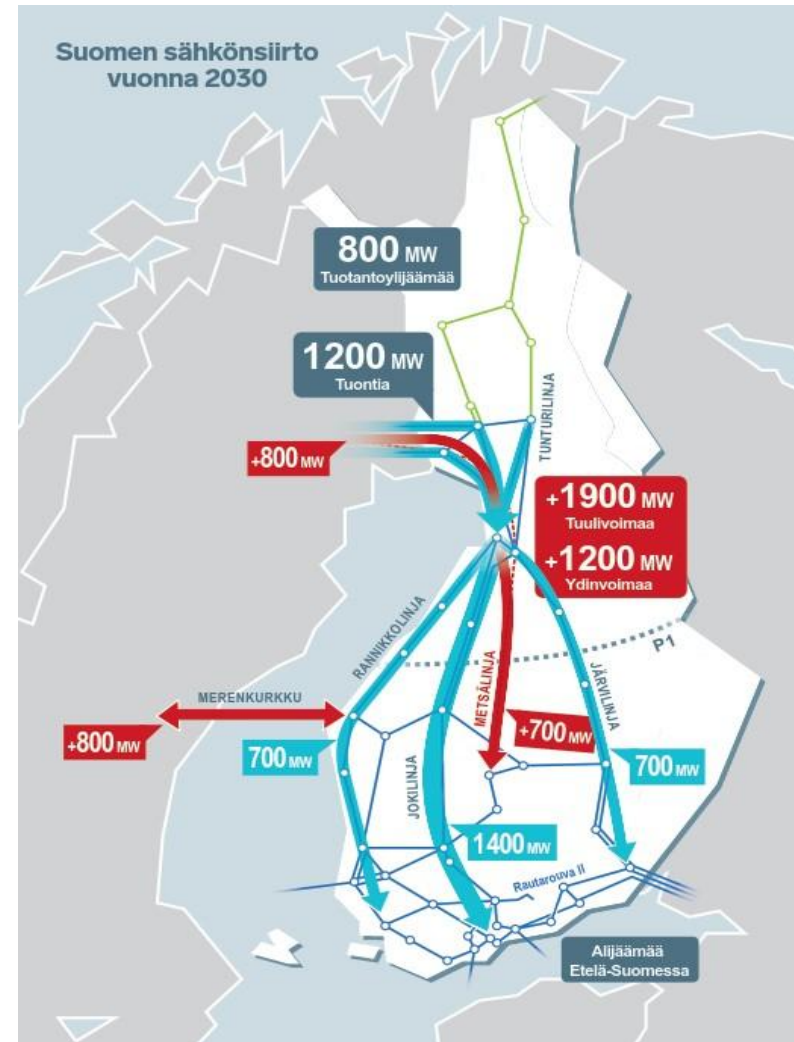 Suomen sähkönsiirto
vuonna 2030
800 MW
Tuotantoylijäämää
1200 MW
Tuontia
TUNTURILINJA
+800 MW
+1900 MW
Tuulivoimaa
+1200 MW
Ydinvoimaa
RANNIKKOLINJA
P1
METSÄLINJA
JÄRVILINJA
MERENKURKKU
+800 MW
700 MW
JOKILINJA
+700 MW
700 MW
1400 MW
Rautarouva II
Alijäämää
Etelä-Suomessa